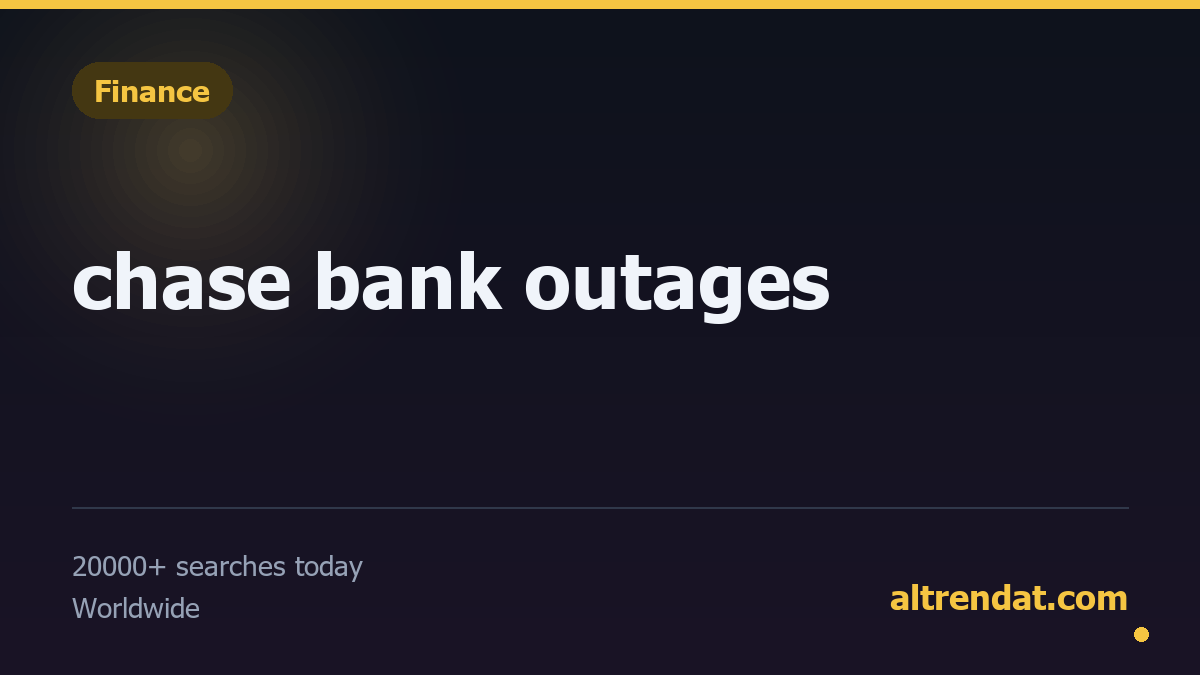 Finance
chase bank outages
20000+ searches today
Worldwide
altrendat.com